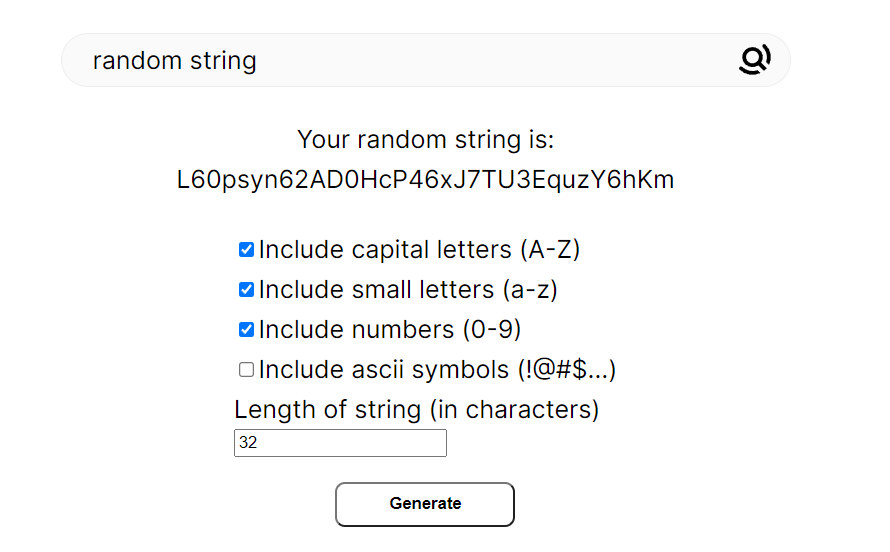 random string
Your random string is:
L60psyn62AD0HcP46xJ7TU3EquzY6hKm
Include capital letters (A-Z)
Include small letters (a-z)
Include numbers (0-9)
Include ascii symbols (!@#$...)
Length of string (in characters)
32
Generate